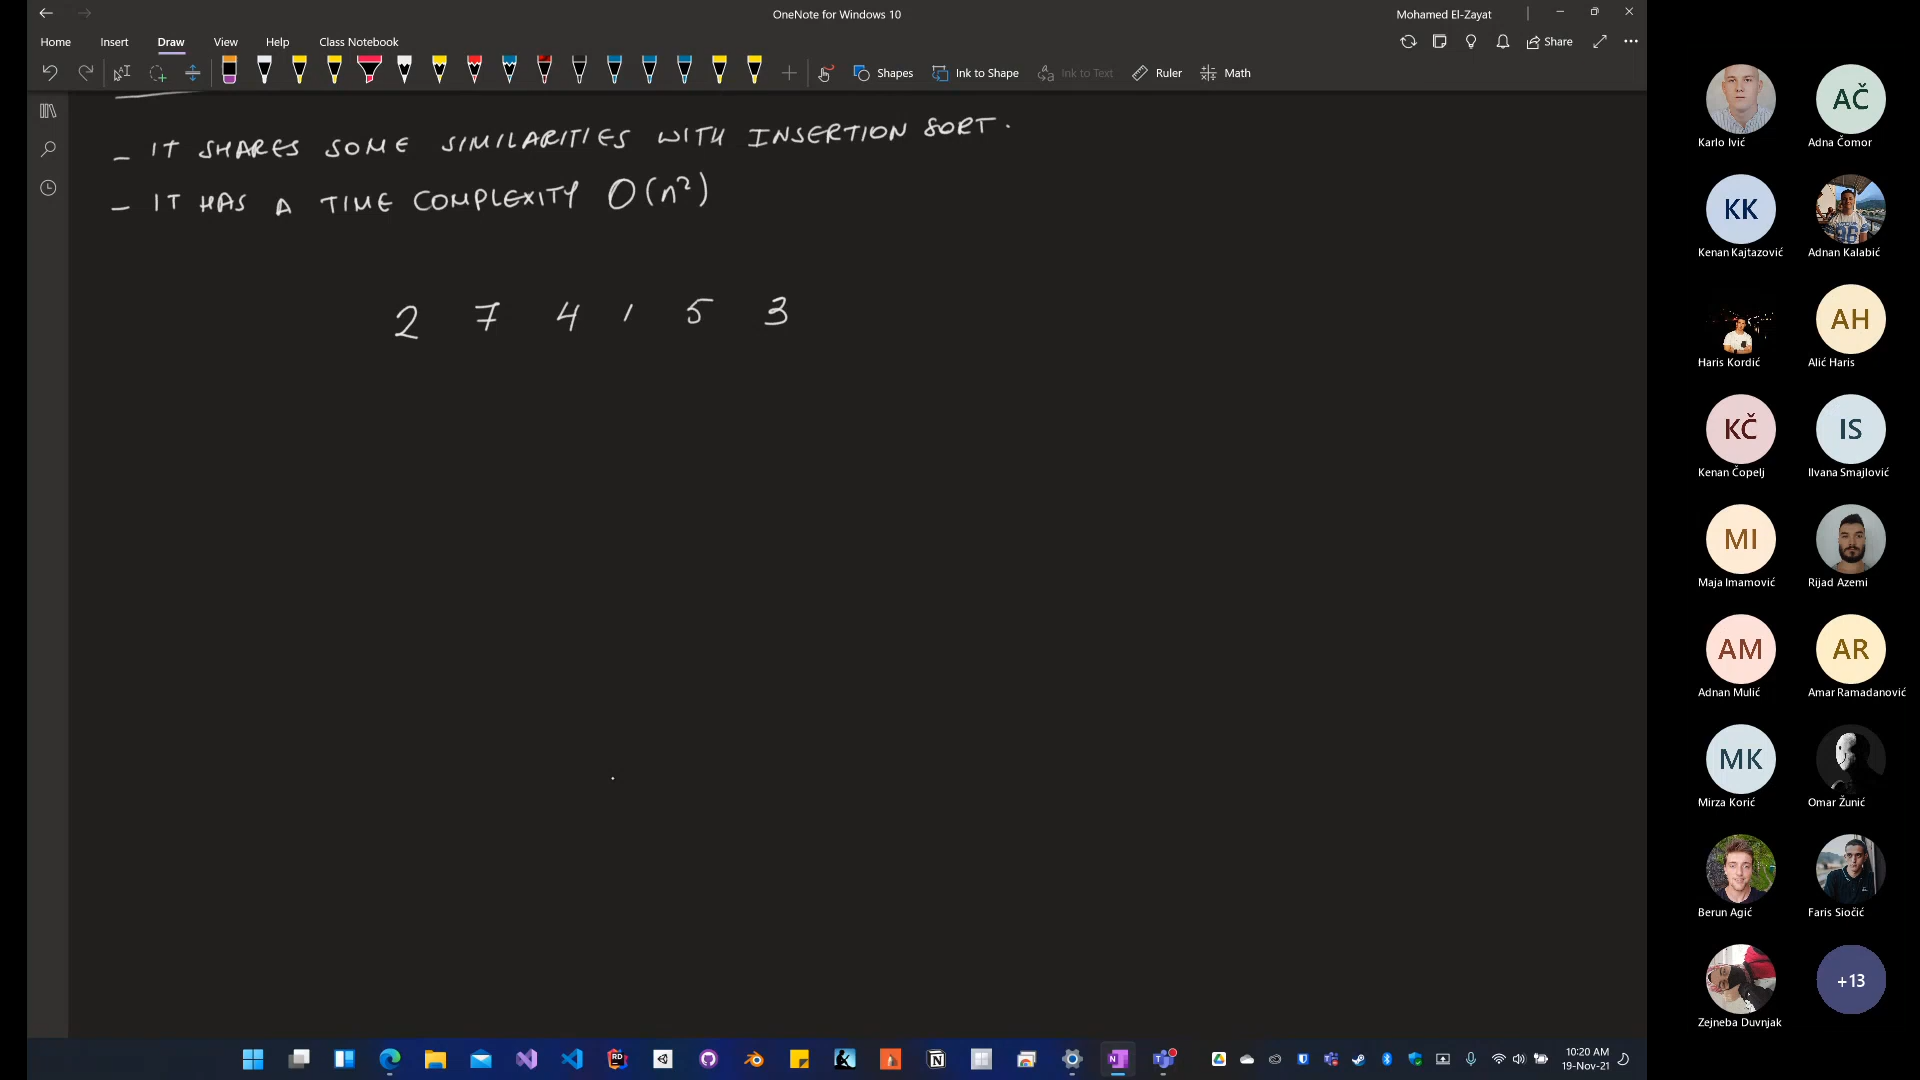 OneNote for Windows 10
Mohamed El-Zayat
Home Insert Draw View Help Class Notebook
Share
Shapes Ink to Shape Ink to Text Ruler Math
- IT SHARES SOME SIMILARITIES WITH INSERTION SORT.
- IT HAS A TIME COMPLEXITY O(n²)
2 7 4 1 5 3
Karlo Ivić
AČ
Adna Čomor
KK
Kenan Kajtazović
Adnan Kalabić
Haris Kordić
AH
Alić Haris
KČ
Kenan Čopelj
IS
Ilvana Smajlović
MI
Maja Imamović
Rijad Azemi
AM
Adnan Mulić
AR
Amar Ramadanović
MK
Mirza Korić
Omar Žunić
Berun Agić
Faris Siočić
Zejneba Duvnjak
+13
10:20 AM
19-Nov-21